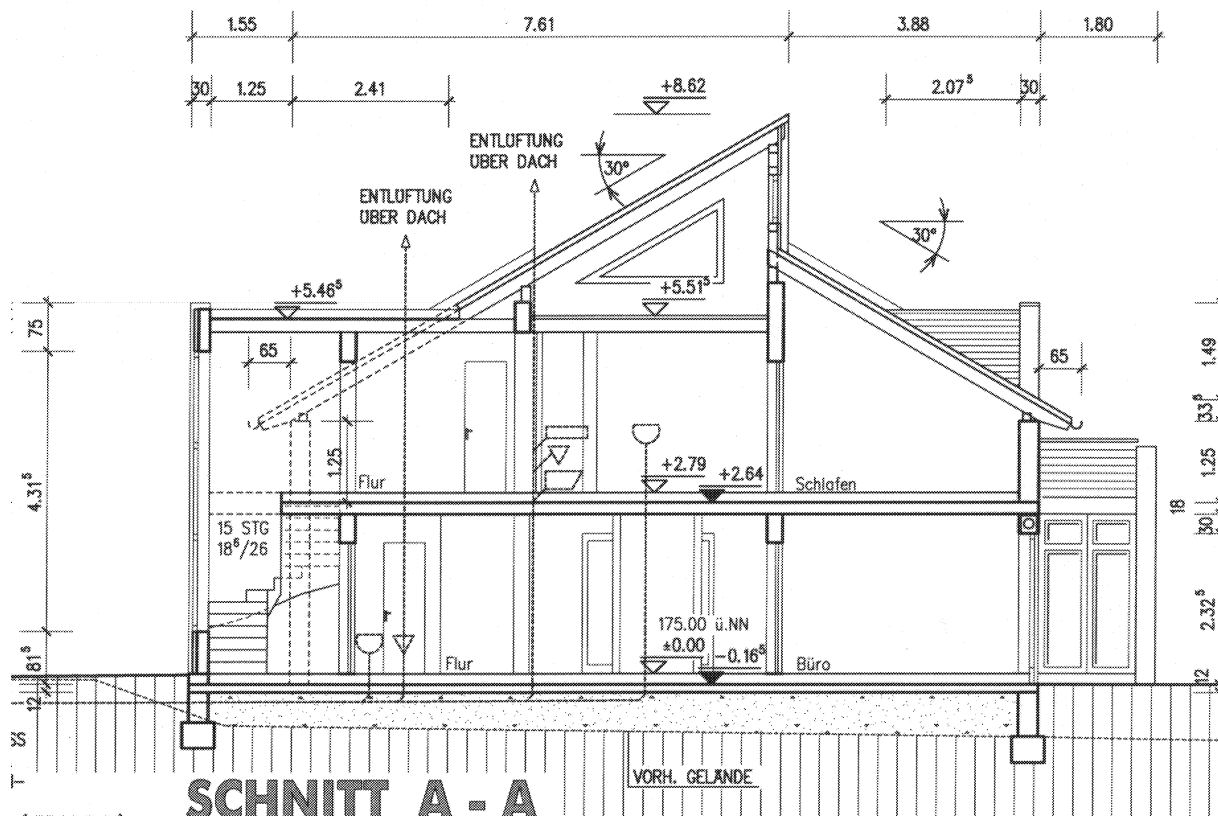 1.55 7.61 3.88 1.80
30 1.25 2.41 2.07⁵ 30
+8.62
ENTLÜFTUNG
ÜBER DACH
30°
ENTLÜFTUNG
ÜBER DACH
30°
+5.46⁵ +5.51⁵
75
65 65
1.49
33⁵
1.25
4.31⁵
1.25
+2.79 +2.64
Flur Schlafen
18
15 STG
18⁶/26
30
2.32⁵
175.00 ü.NN
±0.00
-0.16⁵
Flur Büro
81⁵
12
12
VORH. GELÄNDE
SCHNITT A - A